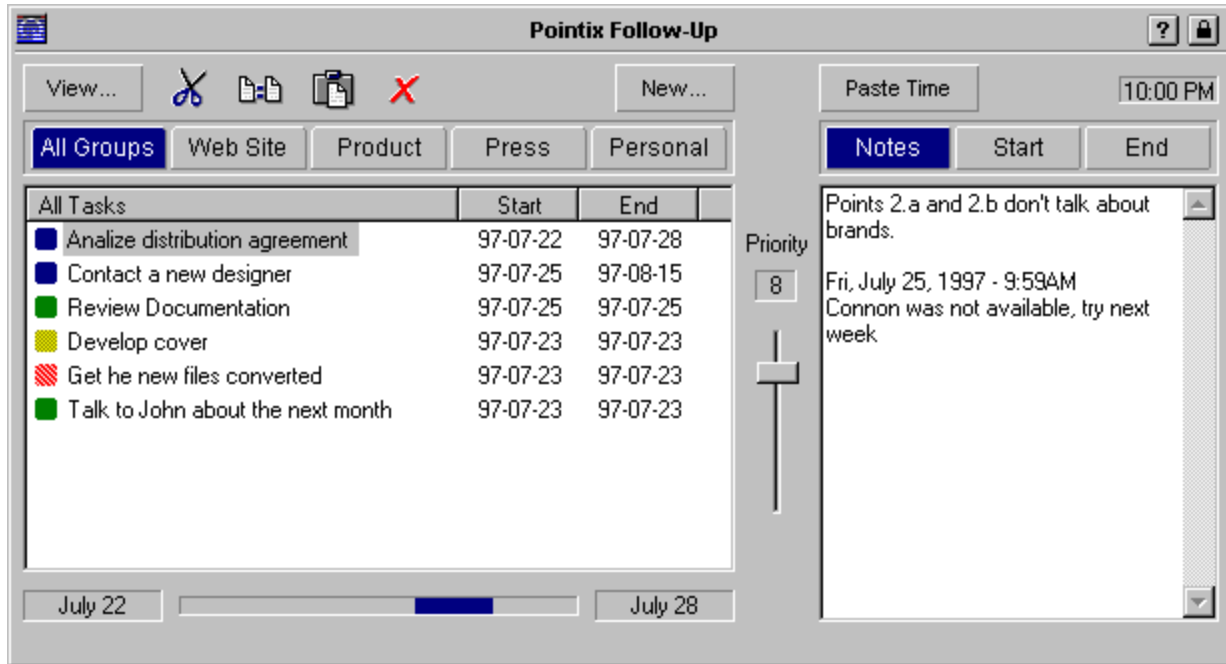 Pointix Follow-Up
?
View...
New...
Paste Time
10:00 PM
All Groups Web Site Product Press Personal
Notes Start End
All Tasks Start End
Analize distribution agreement 97-07-22 97-07-28
Contact a new designer 97-07-25 97-08-15
Review Documentation 97-07-25 97-07-25
Develop cover 97-07-23 97-07-23
Get he new files converted 97-07-23 97-07-23
Talk to John about the next month 97-07-23 97-07-23
July 22
July 28
Priority
8
Points 2.a and 2.b don't talk about
brands.
Fri, July 25, 1997 - 9:59AM
Connon was not available, try next
week